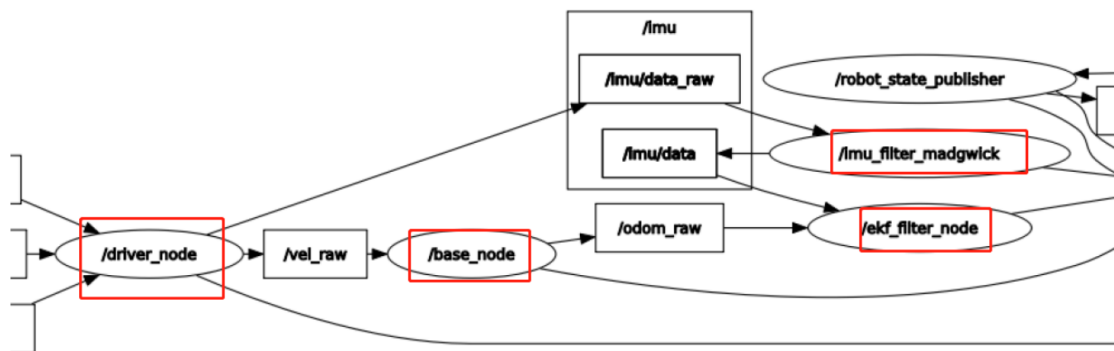 /imu
/imu/data_raw
/robot_state_publisher
/imu/data
/imu_filter_madgwick
/driver_node
/vel_raw
/base_node
/odom_raw
/ekf_filter_node